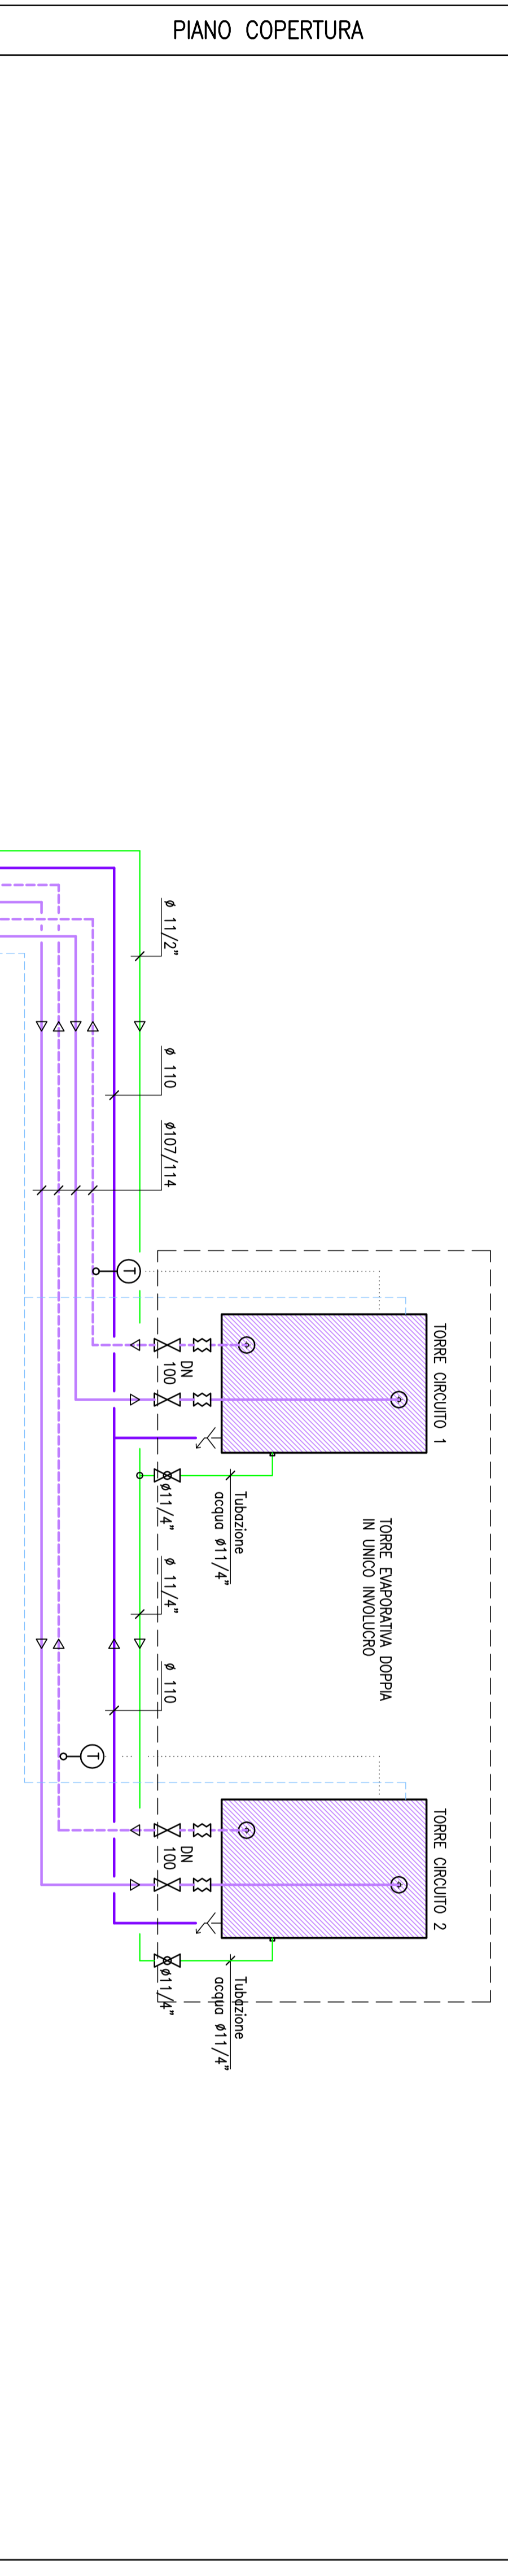 PIANO COPERTURA
ø 11/2"
ø 110
ø107/114
T
TORRE CIRCUITO 1
DN
100
ø11/4"
Tubazione
acqua ø11/4"
TORRE EVAPORATIVA DOPPIA
IN UNICO INVOLUCRO
ø 11/4"
ø 110
T
TORRE CIRCUITO 2
DN
100
ø11/4"
Tubazione
acqua ø11/4"